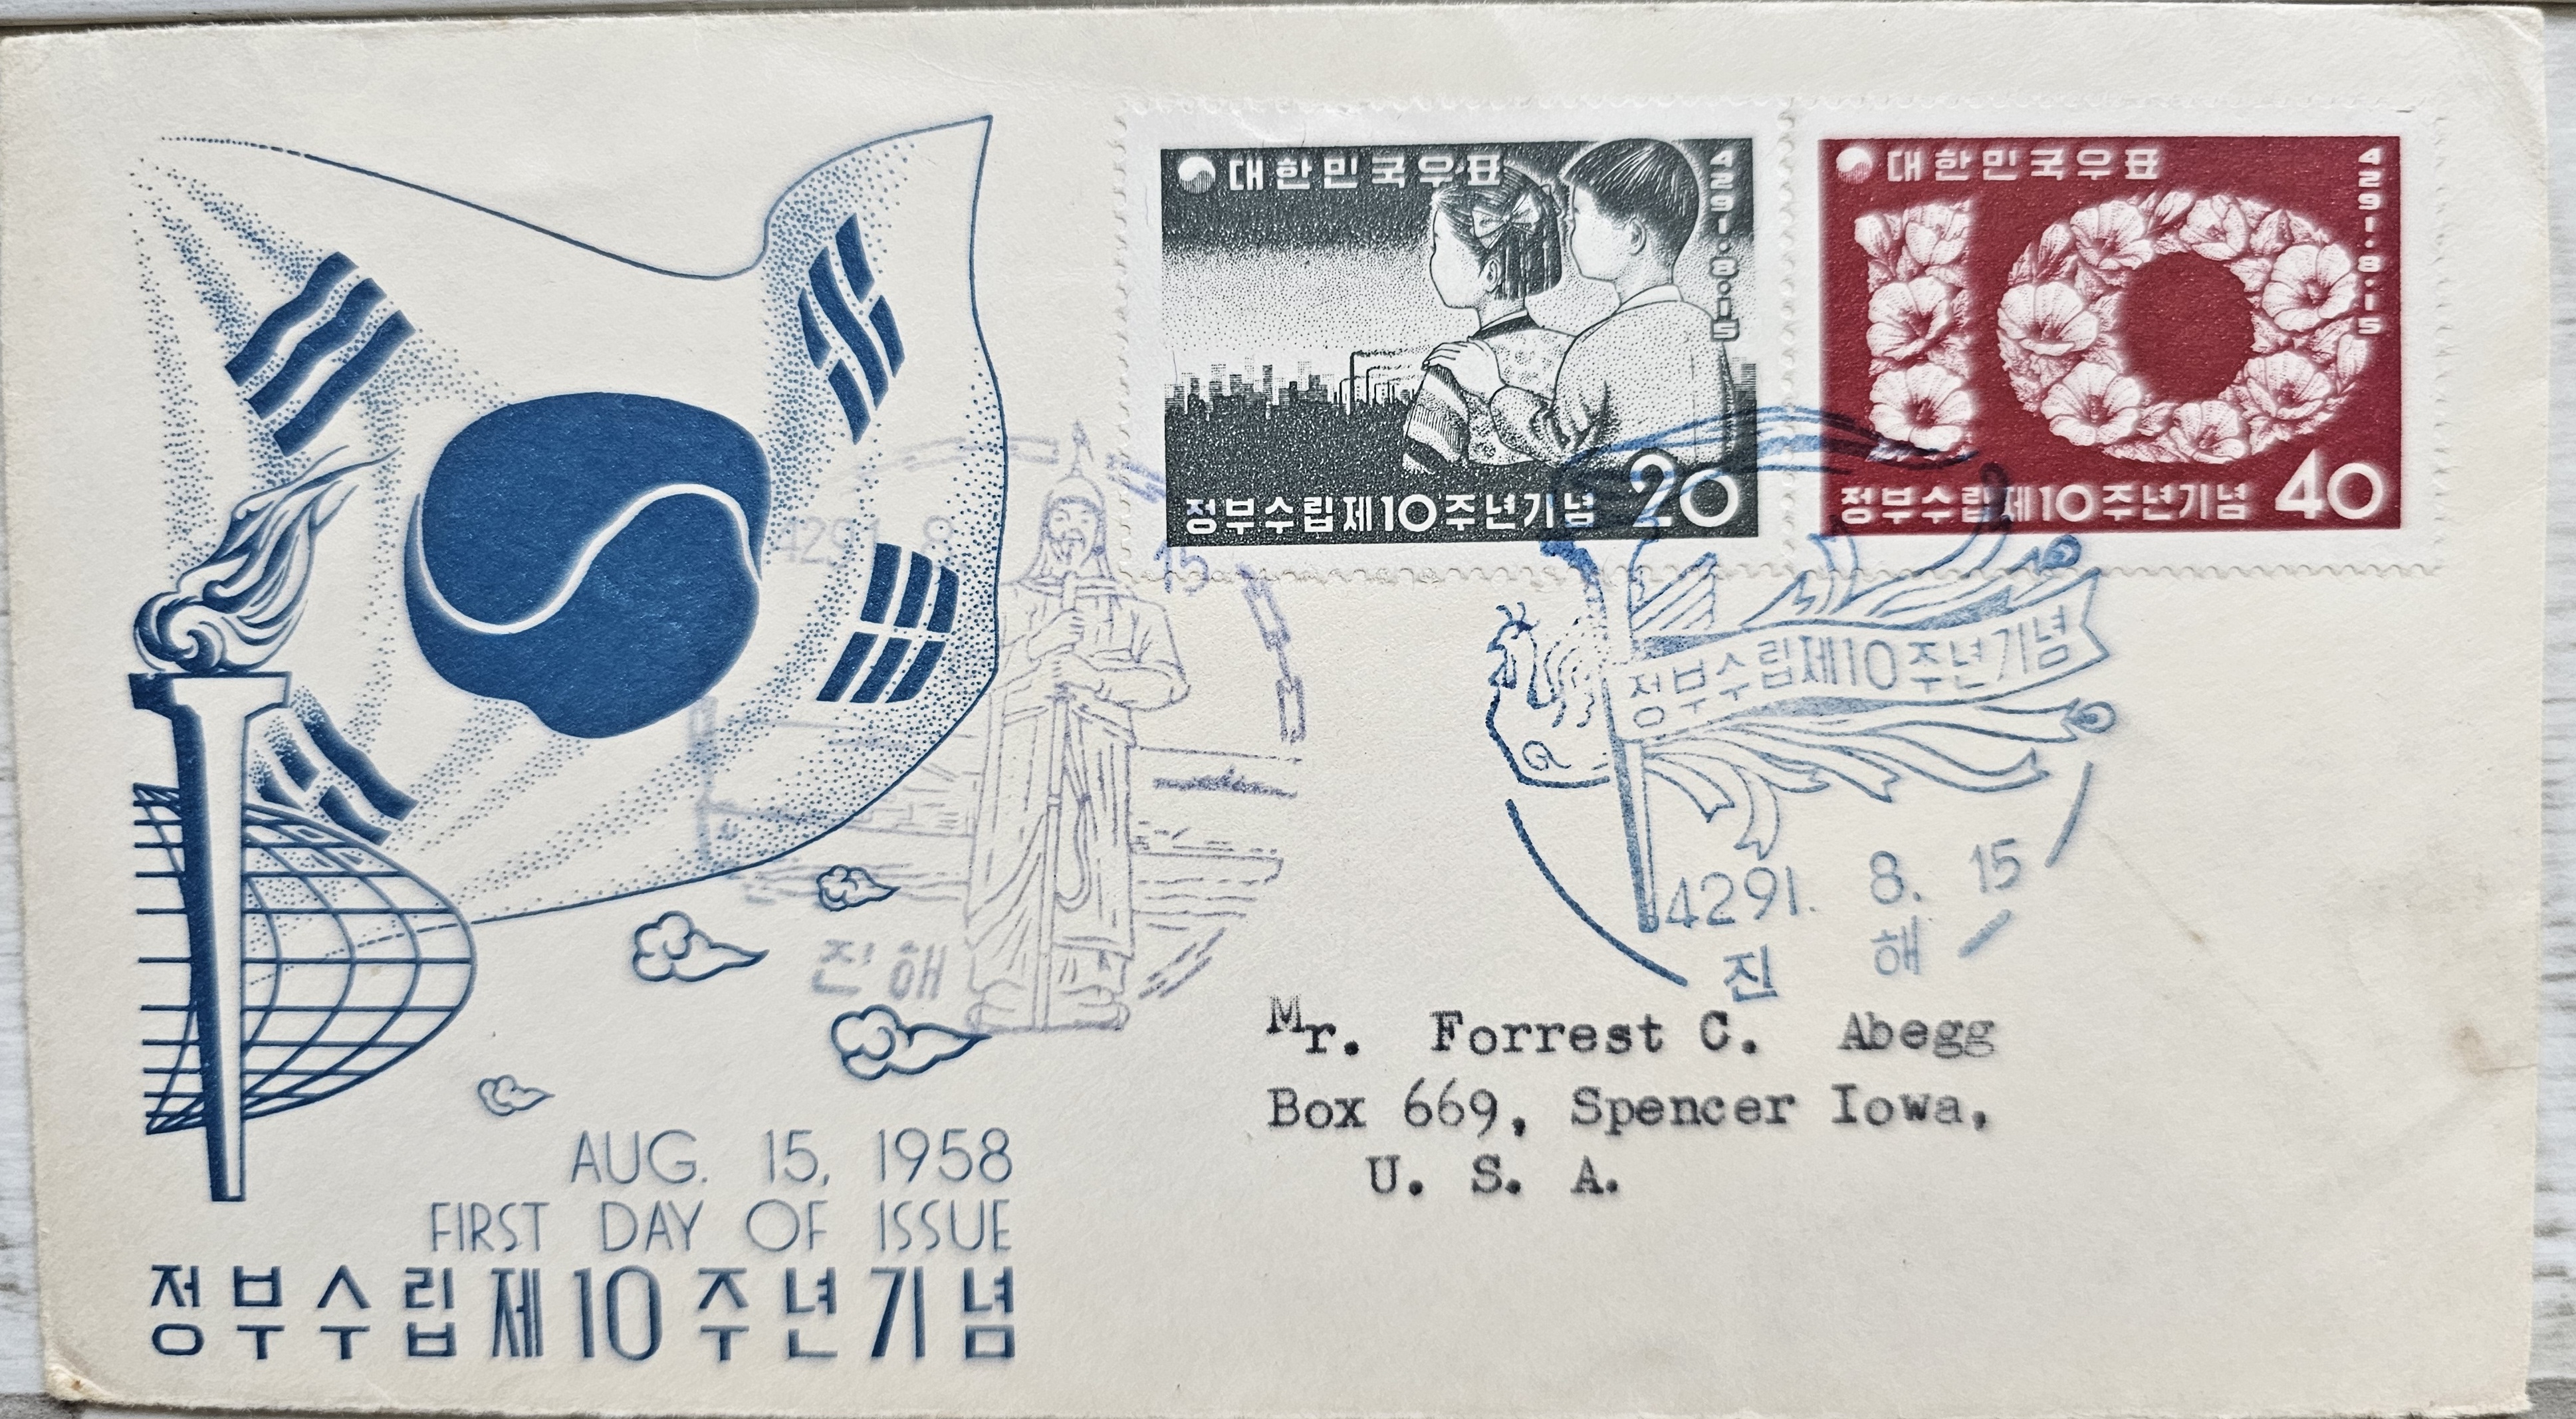 대한민국우표
4291.8.15
정부수립제10주년기념 20
대한민국우표
4291.8.15
정부수립제10주년기념 40
4291 8 15
진해
정부수립제10주년기념
4291. 8. 15
진 해
Mr. Forrest C. Abegg
Box 669, Spencer Iowa,
U. S. A.
AUG. 15, 1958
FIRST DAY OF ISSUE
정부수립제10주년기념